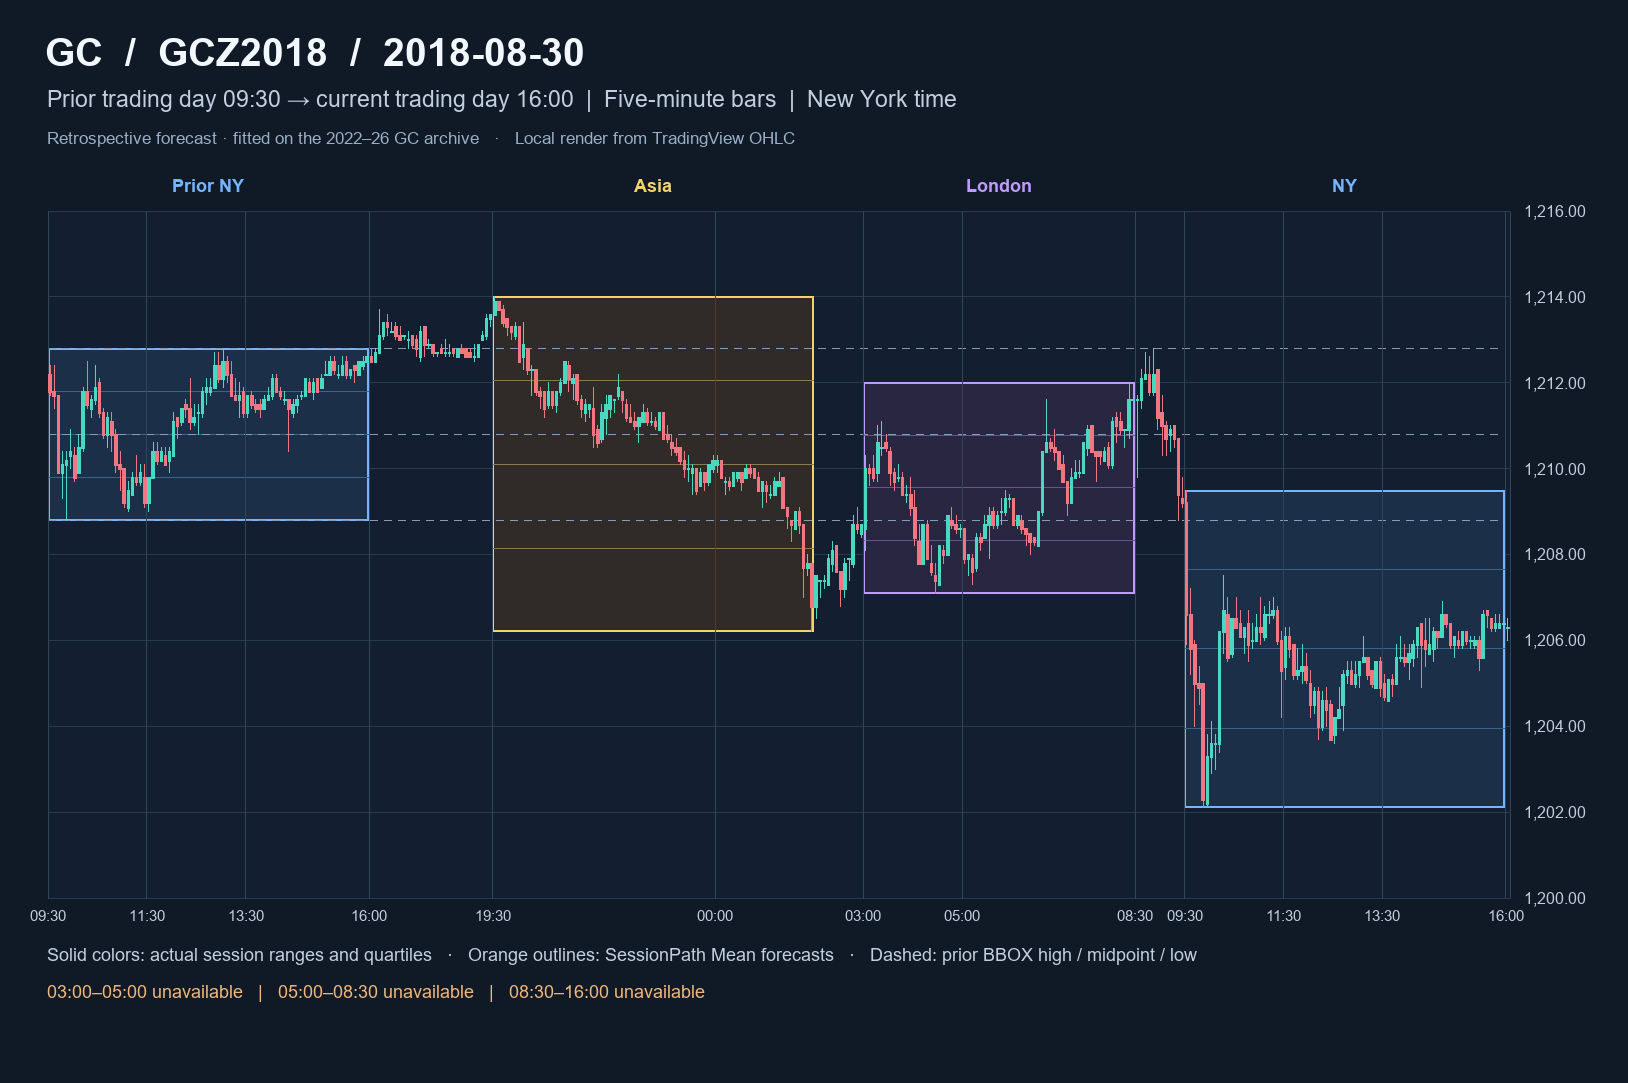 GC / GCZ2018 / 2018-08-30
Prior trading day 09:30 → current trading day 16:00 | Five-minute bars | New York time
Retrospective forecast · fitted on the 2022–26 GC archive · Local render from TradingView OHLC
Prior NY Asia London NY
1,216.00
1,214.00
1,212.00
1,210.00
1,208.00
1,206.00
1,204.00
1,202.00
1,200.00
09:30 11:30 13:30 16:00 19:30 00:00 03:00 05:00 08:30 09:30 11:30 13:30 16:00
Solid colors: actual session ranges and quartiles · Orange outlines: SessionPath Mean forecasts · Dashed: prior BBOX high / midpoint / low
03:00–05:00 unavailable | 05:00–08:30 unavailable | 08:30–16:00 unavailable